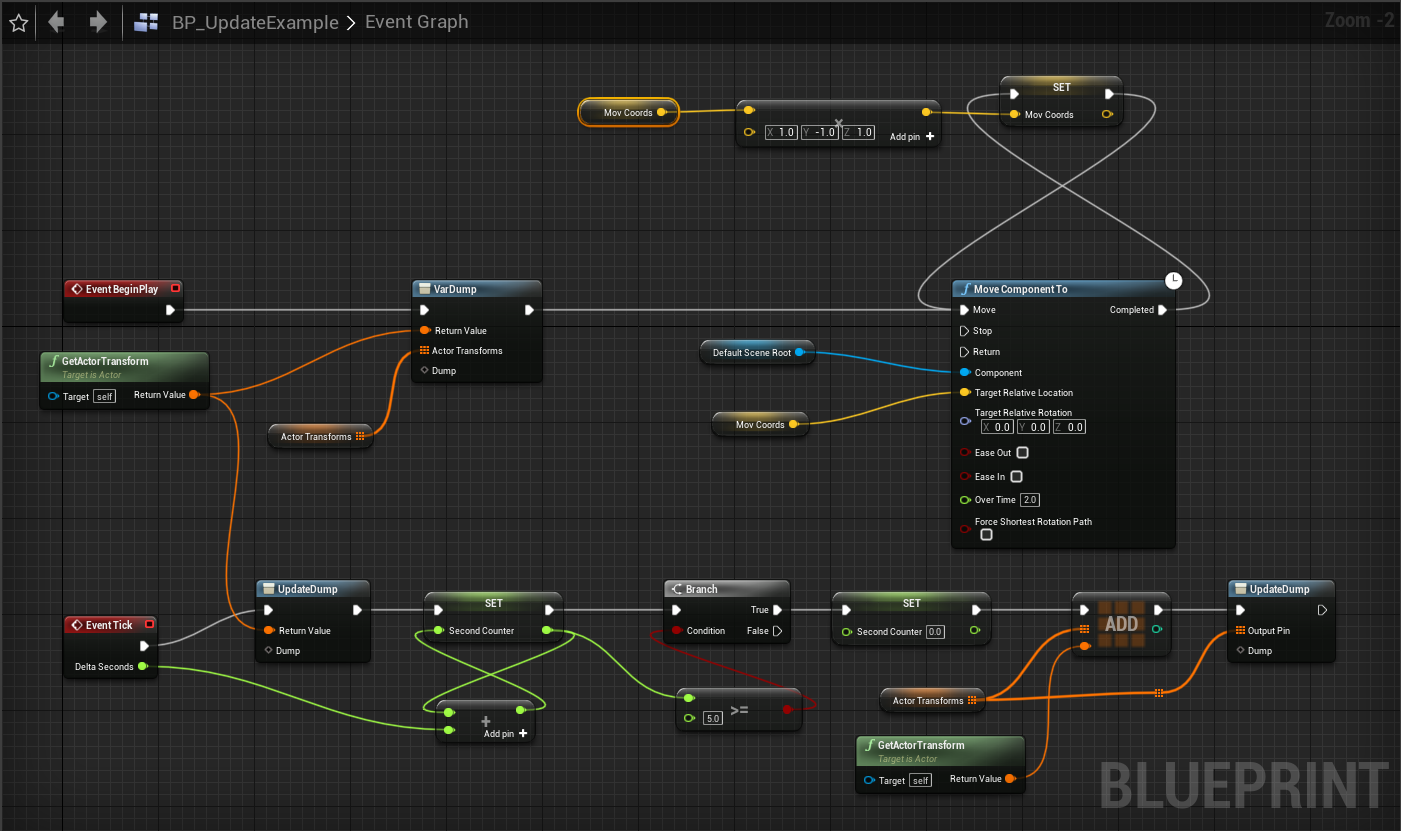 BP_UpdateExample > Event Graph
Zoom -2
Mov Coords
X 1.0 Y -1.0 Z 1.0
Add pin +
SET
Mov Coords
Event BeginPlay
VarDump
Return Value
Actor Transforms
Dump
GetActorTransform
Target is Actor
Target self
Return Value
Actor Transforms
Default Scene Root
Mov Coords
Move Component To
Move Completed
Stop
Return
Component
Target Relative Location
Target Relative Rotation
X 0.0 Y 0.0 Z 0.0
Ease Out
Ease In
Over Time 2.0
Force Shortest Rotation Path
Event Tick
Delta Seconds
UpdateDump
Return Value
Dump
SET
Second Counter
+
Add pin +
Branch
True
Condition False
5.0 >=
SET
Second Counter 0.0
ADD
Actor Transforms
GetActorTransform
Target is Actor
Target self
Return Value
UpdateDump
Output Pin
Dump
BLUEPRINT